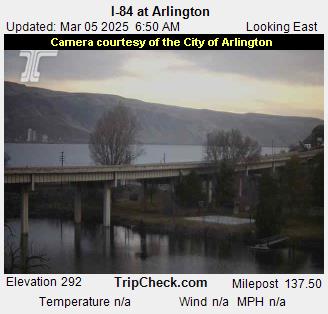 I-84 at Arlington
Updated: Mar 05 2025 6:50 AM Looking East
Camera courtesy of the City of Arlington
Elevation 292 TripCheck.com Milepost 137.50
Temperature n/a Wind n/a MPH n/a